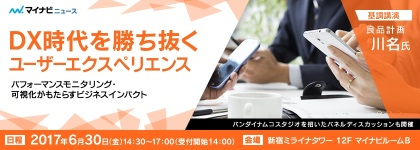 マイナビニュース
DX時代を勝ち抜く
ユーザーエクスペリエンス
パフォーマンスモニタリング・
可視化がもたらすビジネスインパクト
基調講演
良品計画
川名氏
バンダイナムコスタジオを招いたパネルディスカッションも開催
日程 2017年6月30日(金)14:30~17:00(受付開始14:00) 会場 新宿ミライナタワー 12F マイナビルームB